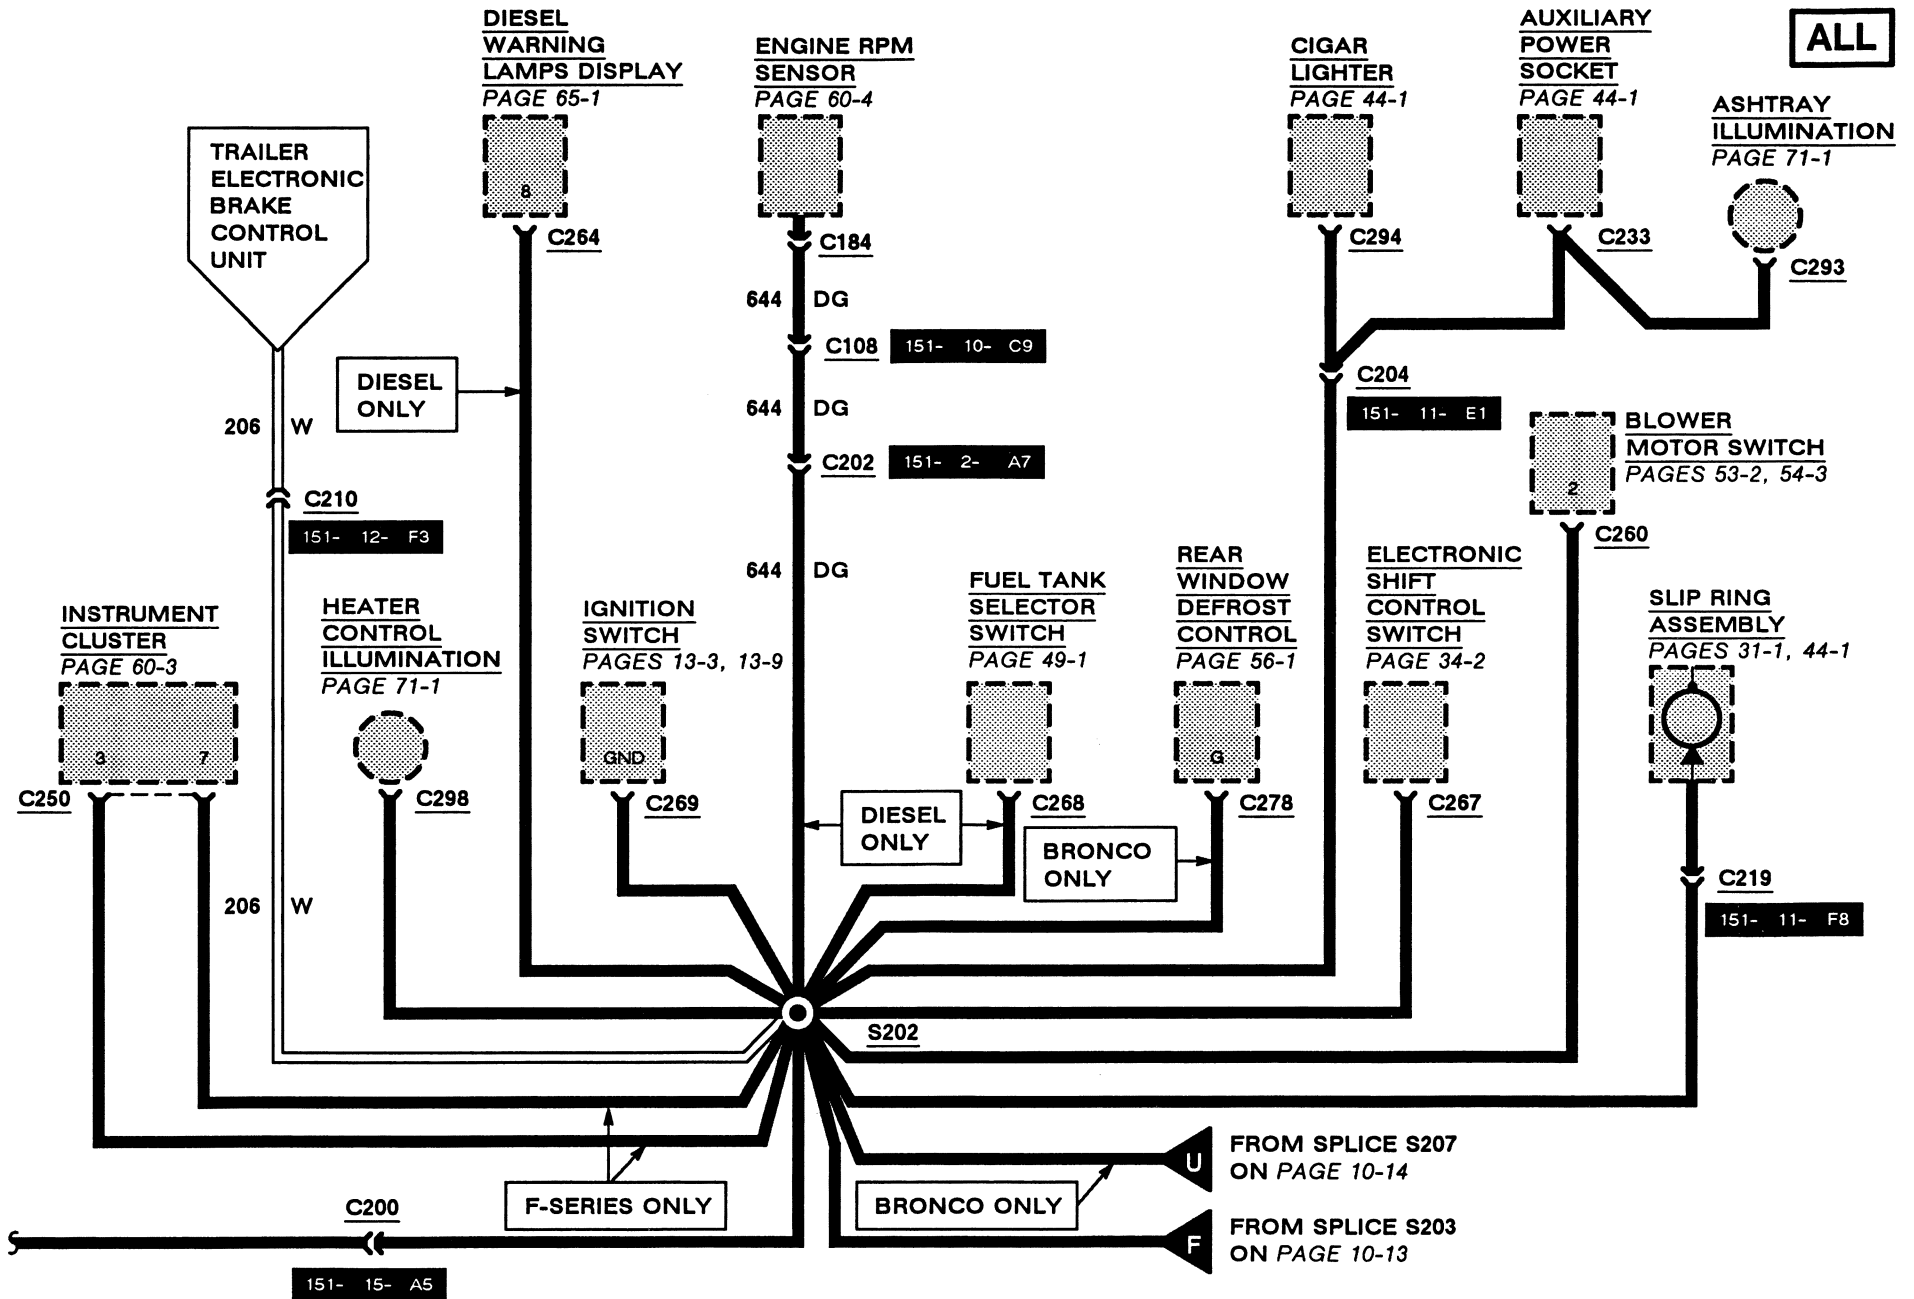 DIESEL
WARNING
LAMPS DISPLAY
PAGE 65-1
8
C264
ENGINE RPM
SENSOR
PAGE 60-4
C184
644 DG
C108
151- 10- C9
644 DG
C202
151- 2- A7
644 DG
CIGAR
LIGHTER
PAGE 44-1
C294
AUXILIARY
POWER
SOCKET
PAGE 44-1
C233
ALL
ASHTRAY
ILLUMINATION
PAGE 71-1
C293
TRAILER
ELECTRONIC
BRAKE
CONTROL
UNIT
206 W
C210
151- 12- F3
206 W
DIESEL
ONLY
C204
151- 11- E1
BLOWER
MOTOR SWITCH
PAGES 53-2, 54-3
2
C260
INSTRUMENT
CLUSTER
PAGE 60-3
3 7
C250
HEATER
CONTROL
ILLUMINATION
PAGE 71-1
C298
IGNITION
SWITCH
PAGES 13-3, 13-9
GND
C269
FUEL TANK
SELECTOR
SWITCH
PAGE 49-1
C268
DIESEL
ONLY
REAR
WINDOW
DEFROST
CONTROL
PAGE 56-1
G
C278
BRONCO
ONLY
ELECTRONIC
SHIFT
CONTROL
SWITCH
PAGE 34-2
C267
SLIP RING
ASSEMBLY
PAGES 31-1, 44-1
C219
151- 11- F8
S202
F-SERIES ONLY
BRONCO ONLY
U
FROM SPLICE S207
ON PAGE 10-14
F
FROM SPLICE S203
ON PAGE 10-13
C200
151- 15- A5